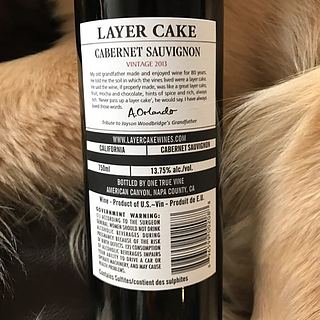 LAYER CAKE
CABERNET SAUVIGNON
VINTAGE 2013
My old grandfather made and enjoyed wine for 80 years.
He told me the soil in which the vines lived were a layer cake.
He said the wine, if properly made, was like a great layer cake,
fruit, mocha and chocolate, hints of spice and rich, always
rich. 'Never pass up a layer cake', he would say. I have always
loved those words.
A. Orlando
Tribute to Jayson Woodbridge's Grandfather
WWW.LAYERCAKEWINES.COM
CALIFORNIA CABERNET SAUVIGNON
750ml 13.75% alc./vol.
BOTTLED BY ONE TRUE VINE
AMERICAN CANYON, NAPA COUNTY, CA
Wine - Product of U.S.–Vin - Produit de E.U.
GOVERNMENT WARNING:
(1) ACCORDING TO THE SURGEON
GENERAL, WOMEN SHOULD NOT DRINK
ALCOHOLIC BEVERAGES DURING
PREGNANCY BECAUSE OF THE RISK
OF BIRTH DEFECTS. (2) CONSUMPTION
OF ALCOHOLIC BEVERAGES IMPAIRS
YOUR ABILITY TO DRIVE A CAR OR
OPERATE MACHINERY, AND MAY CAUSE
HEALTH PROBLEMS.
Contains Sulfites/contient des sulphites